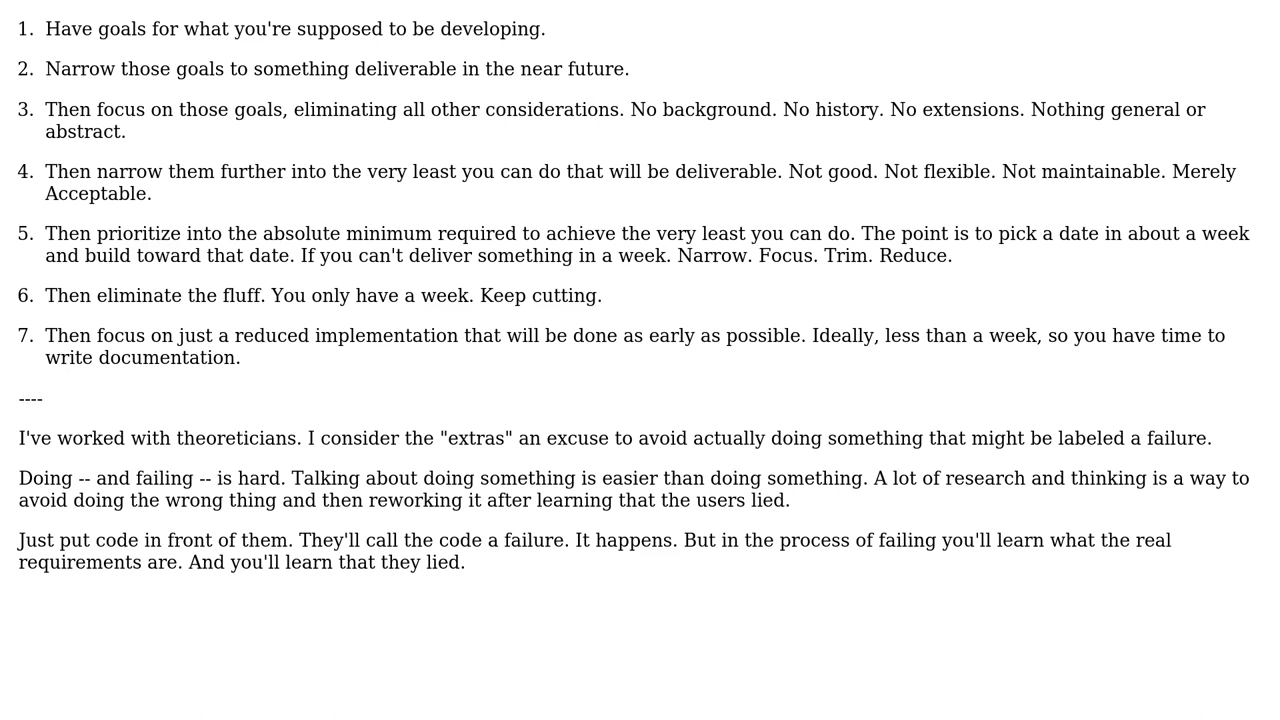 1. Have goals for what you're supposed to be developing.
2. Narrow those goals to something deliverable in the near future.
3. Then focus on those goals, eliminating all other considerations. No background. No history. No extensions. Nothing general or
abstract.
4. Then narrow them further into the very least you can do that will be deliverable. Not good. Not flexible. Not maintainable. Merely
Acceptable.
5. Then prioritize into the absolute minimum required to achieve the very least you can do. The point is to pick a date in about a week
and build toward that date. If you can't deliver something in a week. Narrow. Focus. Trim. Reduce.
6. Then eliminate the fluff. You only have a week. Keep cutting.
7. Then focus on just a reduced implementation that will be done as early as possible. Ideally, less than a week, so you have time to
write documentation.
----
I've worked with theoreticians. I consider the "extras" an excuse to avoid actually doing something that might be labeled a failure.
Doing -- and failing -- is hard. Talking about doing something is easier than doing something. A lot of research and thinking is a way to
avoid doing the wrong thing and then reworking it after learning that the users lied.
Just put code in front of them. They'll call the code a failure. It happens. But in the process of failing you'll learn what the real
requirements are. And you'll learn that they lied.